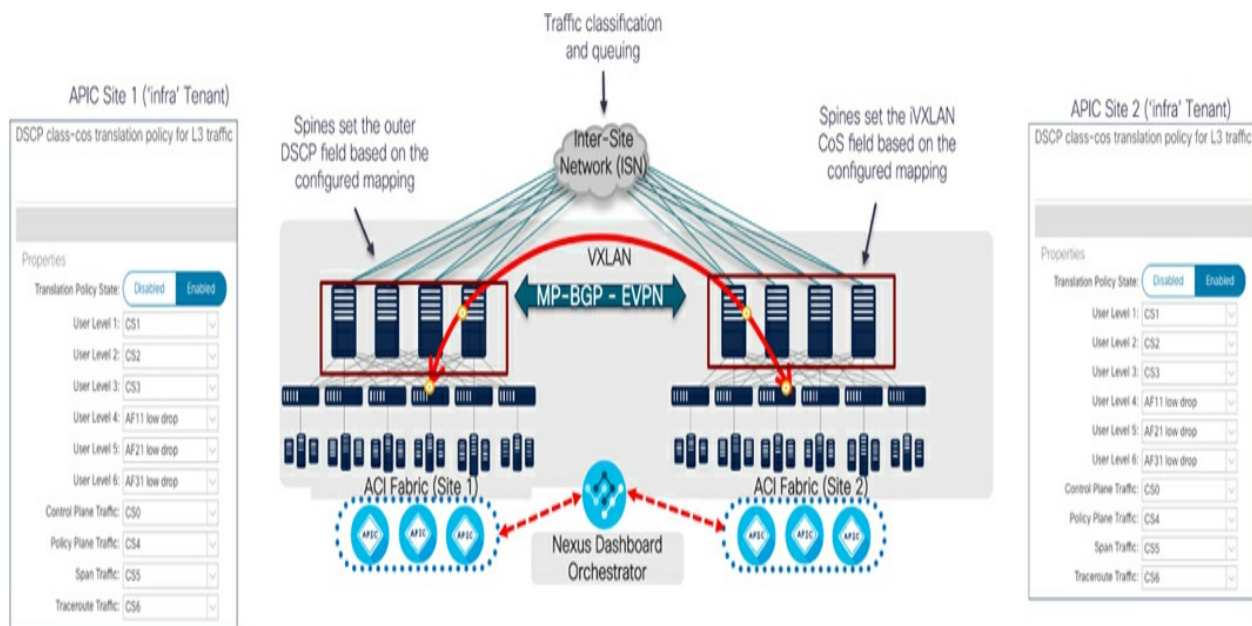 Traffic classification
and queuing
APIC Site 1 ('infra' Tenant)
DSCP class-cos translation policy for L3 traffic
Properties
Translation Policy State: Disabled Enabled
User Level 1: CS1
User Level 2: CS2
User Level 3: CS3
User Level 4: AF11 low drop
User Level 5: AF21 low drop
User Level 6: AF31 low drop
Control Plane Traffic: CS0
Policy Plane Traffic: CS4
Span Traffic: CS5
Traceroute Traffic: CS6
Spines set the outer
DSCP field based on the
configured mapping
Inter-Site
Network (ISN)
Spines set the iVXLAN
CoS field based on the
configured mapping
VXLAN
MP-BGP - EVPN
ACI Fabric (Site 1)
ACI Fabric (Site 2)
APIC APIC APIC
APIC APIC APIC
Nexus Dashboard
Orchestrator
APIC Site 2 ('infra' Tenant)
DSCP class-cos translation policy for L3 traffic
Properties
Translation Policy State: Disabled Enabled
User Level 1: CS1
User Level 2: CS2
User Level 3: CS3
User Level 4: AF11 low drop
User Level 5: AF21 low drop
User Level 6: AF31 low drop
Control Plane Traffic: CS0
Policy Plane Traffic: CS4
Span Traffic: CS5
Traceroute Traffic: CS6